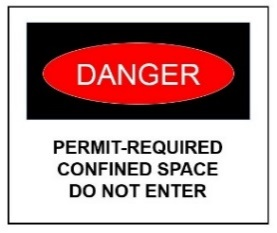 DANGER
PERMIT-REQUIRED
CONFINED SPACE
DO NOT ENTER